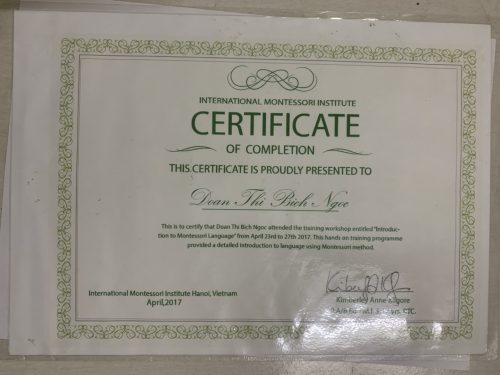 INTERNATIONAL MONTESSORI INSTITUTE
CERTIFICATE
OF COMPLETION
THIS CERTIFICATE IS PROUDLY PRESENTED TO
Doan Thi Bich Ngoc
This is to certify that Doan Thi Bich Ngoc attended the training workshop entitled "Introduc-
tion to Montessori Language" from April 23rd to 27th 2017. This hands on training programme
provided a detailed introduction to language using Montessori method.
International Montessori Institute Hanoi, Vietnam
April,2017
Kimberley Anne
CTC.